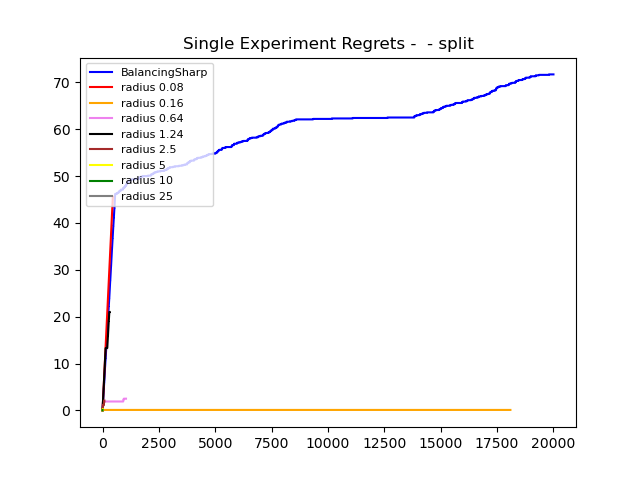 Single Experiment Regrets -  - split
BalancingSharp
radius 0.08
radius 0.16
radius 0.64
radius 1.24
radius 2.5
radius 5
radius 10
radius 25
70
60
50
40
30
20
10
0
0 2500 5000 7500 10000 12500 15000 17500 20000